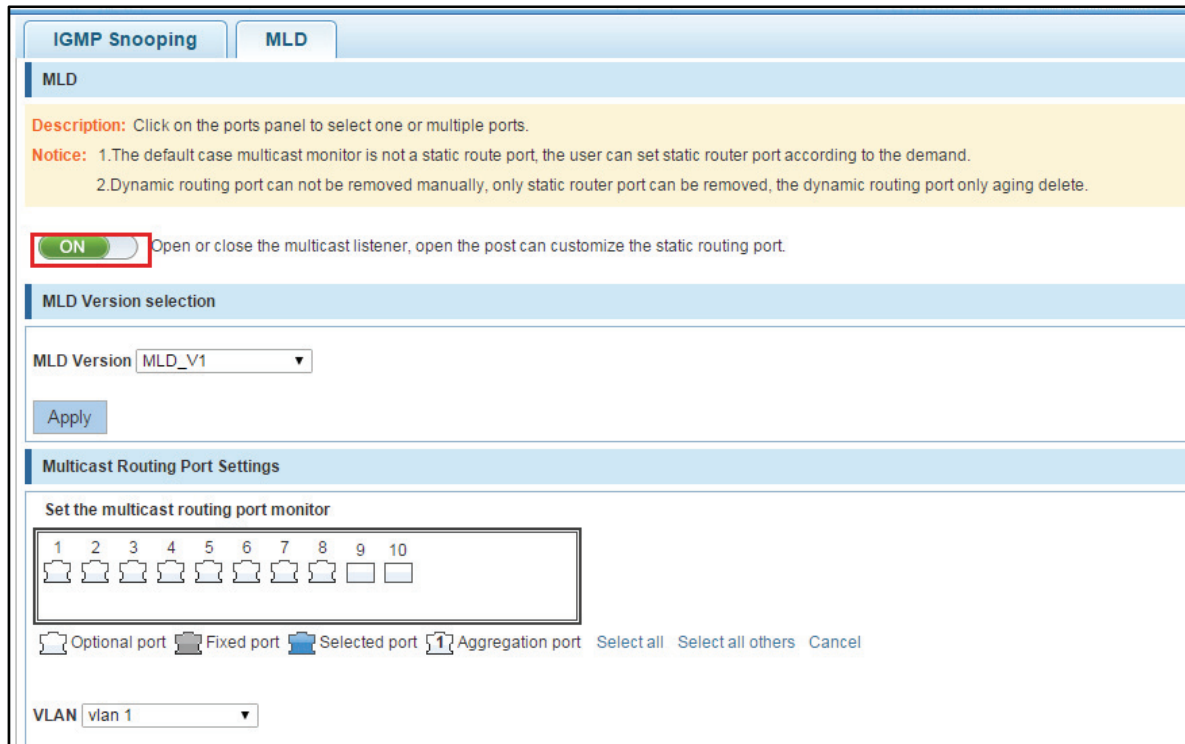 IGMP Snooping MLD
MLD
Description: Click on the ports panel to select one or multiple ports.
Notice: 1.The default case multicast monitor is not a static route port, the user can set static router port according to the demand.
2.Dynamic routing port can not be removed manually, only static router port can be removed, the dynamic routing port only aging delete.
ON Open or close the multicast listener, open the post can customize the static routing port.
MLD Version selection
MLD Version MLD_V1
Apply
Multicast Routing Port Settings
Set the multicast routing port monitor
1 2 3 4 5 6 7 8 9 10
Optional port Fixed port Selected port 1 Aggregation port Select all Select all others Cancel
VLAN vlan 1